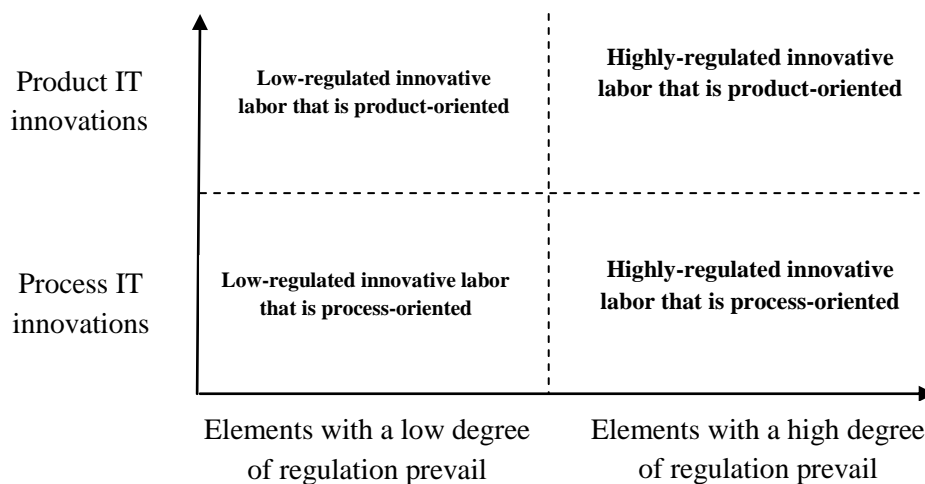 Product IT
innovations
Low-regulated innovative
labor that is product-oriented
Highly-regulated innovative
labor that is product-oriented
Process IT
innovations
Low-regulated innovative labor
that is process-oriented
Highly-regulated innovative
labor that is process-oriented
Elements with a low degree
of regulation prevail
Elements with a high degree
of regulation prevail